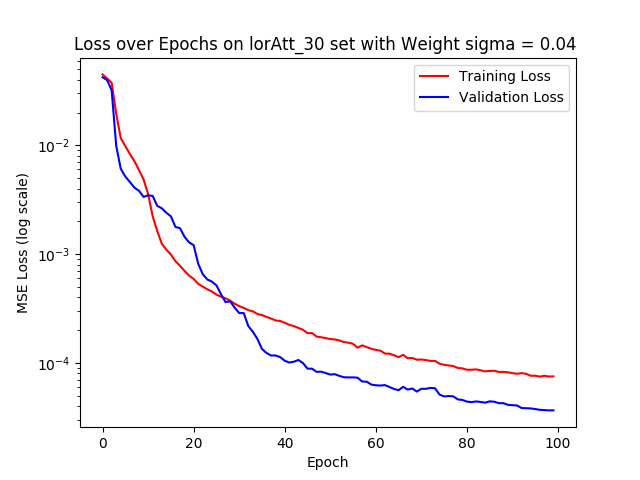 Loss over Epochs on lorAtt_30 set with Weight sigma = 0.04
Training Loss
Validation Loss
MSE Loss (log scale)
10⁻²
10⁻³
10⁻⁴
0 20 40 60 80 100
Epoch